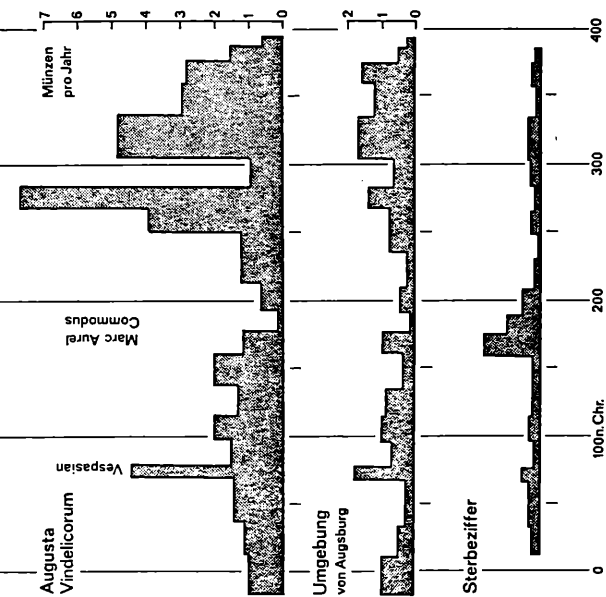 7 6 5 4 3 2 1 0
Münzen
pro Jahr
Augusta
Vindelicorum
Vespasian
Marc Aurel
Commodus
2 1 0
Umgebung
von Augsburg
Sterbeziffer
0 100n.Chr. 200 300 400